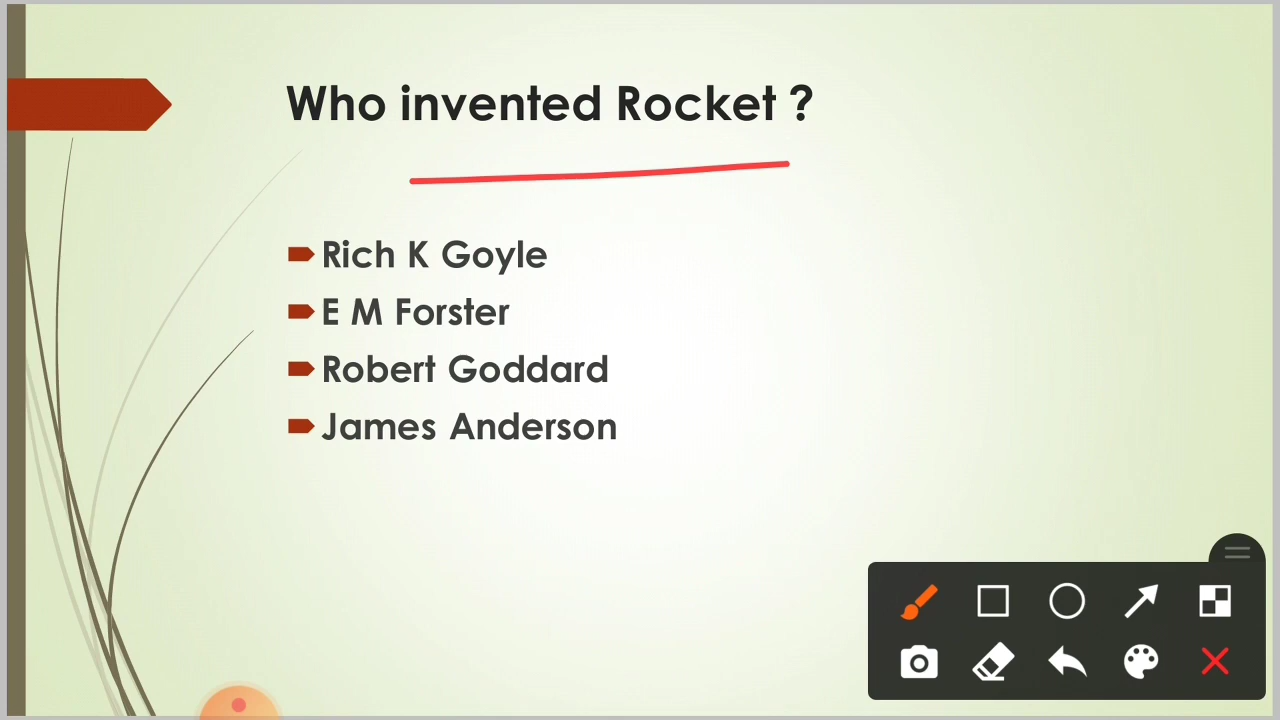 Who invented Rocket ?
Rich K Goyle
E M Forster
Robert Goddard
James Anderson